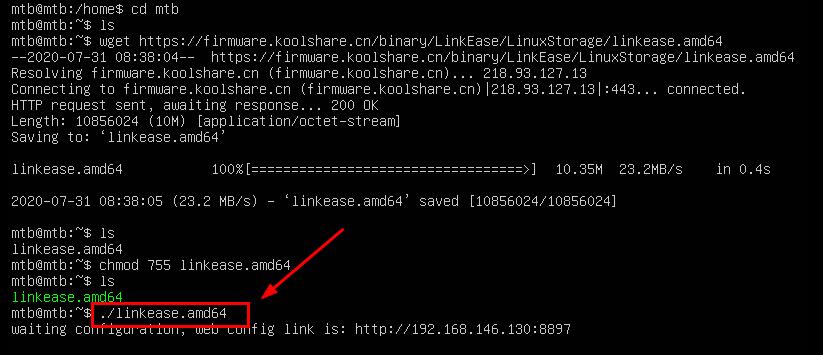 mtb@mtb:/home$ cd mtb
mtb@mtb:~$ ls
mtb@mtb:~$ wget https://firmware.koolshare.cn/binary/LinkEase/LinuxStorage/linkease.amd64
--2020-07-31 08:38:04--  https://firmware.koolshare.cn/binary/LinkEase/LinuxStorage/linkease.amd64
Resolving firmware.koolshare.cn (firmware.koolshare.cn)... 218.93.127.13
Connecting to firmware.koolshare.cn (firmware.koolshare.cn)|218.93.127.13|:443... connected.
HTTP request sent, awaiting response... 200 OK
Length: 10856024 (10M) [application/octet-stream]
Saving to: ‘linkease.amd64’
linkease.amd64 100%[==================================>] 10.35M 23.2MB/s in 0.4s
2020-07-31 08:38:05 (23.2 MB/s) – ‘linkease.amd64’ saved [10856024/10856024]
mtb@mtb:~$ ls
linkease.amd64
mtb@mtb:~$ chmod 755 linkease.amd64
mtb@mtb:~$ ls
linkease.amd64
mtb@mtb:~$ ./linkease.amd64
waiting configuration, web config link is: http://192.168.146.130:8897